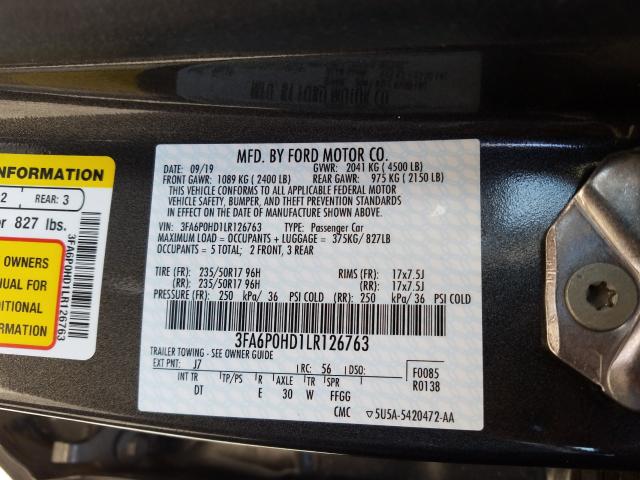 NFORMATION
2 REAR: 3
er 827 lbs.
OWNERS
NUAL FOR
DITIONAL
ORMATION
3FA6P0HD1LR126763
MFD. BY FORD MOTOR CO.
DATE: 09/19 GVWR: 2041 KG ( 4500 LB)
FRONT GAWR: 1089 KG ( 2400 LB) REAR GAWR: 975 KG ( 2150 LB)
THIS VEHICLE CONFORMS TO ALL APPLICABLE FEDERAL MOTOR
VEHICLE SAFETY, BUMPER, AND THEFT PREVENTION STANDARDS
IN EFFECT ON THE DATE OF MANUFACTURE SHOWN ABOVE.
VIN: 3FA6P0HD1LR126763 TYPE: Passenger Car
MAXIMUM LOAD = OCCUPANTS + LUGGAGE = 375KG/827LB
OCCUPANTS = 5 TOTAL; 2 FRONT, 3 REAR
TIRE (FR): 235/50R17 96H RIMS (FR): 17x7.5J
(RR): 235/50R17 96H (RR): 17x7.5J
PRESSURE (FR): 250 kPa/ 36 PSI COLD (RR): 250 kPa/36 PSI COLD
3FA6P0HD1LR126763
TRAILER TOWING - SEE OWNER GUIDE
EXT PNT: J7 RC: 56 DSO: F0085
INT TR TP/PS R AXLE TR SPR R0138
DT E 30 W FFGG
CMC ▽5U5A-5420472-AA